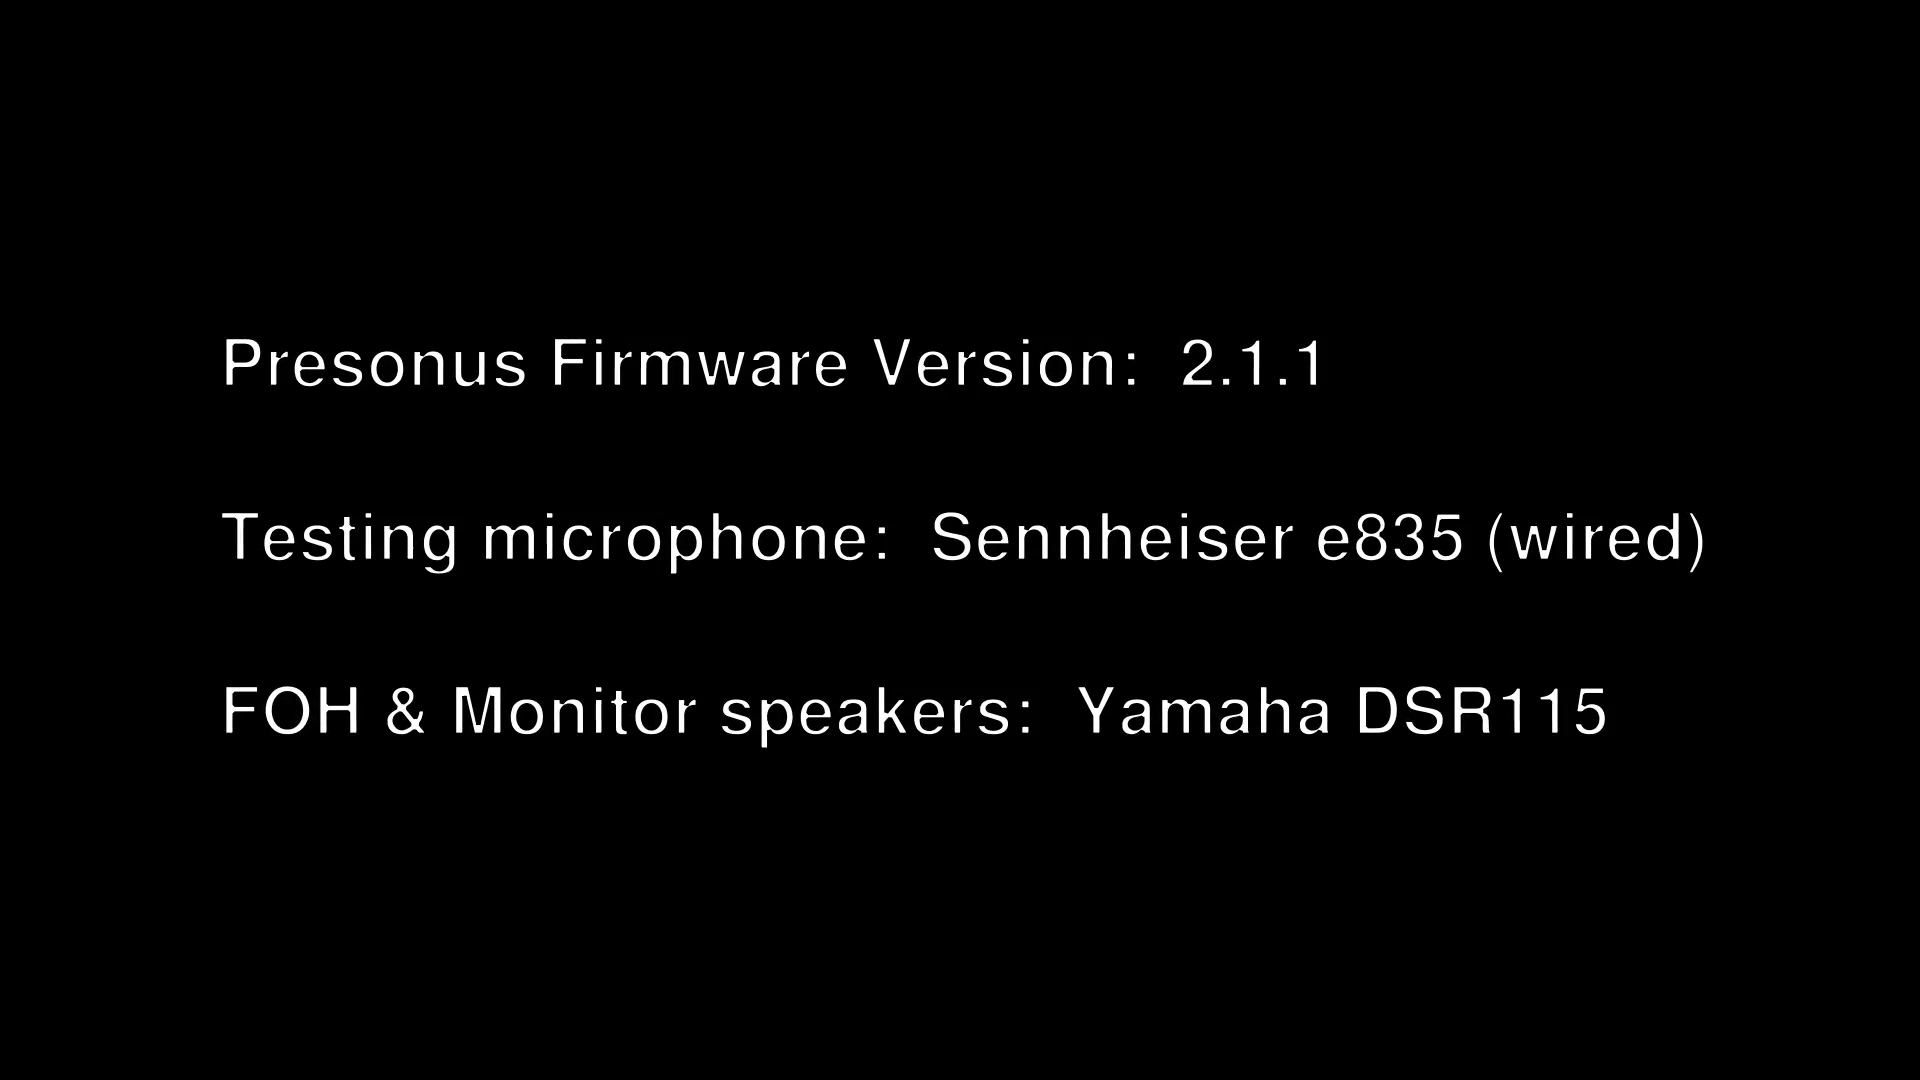 Presonus Firmware Version: 2.1.1
Testing microphone: Sennheiser e835 (wired)
FOH & Monitor speakers: Yamaha DSR115